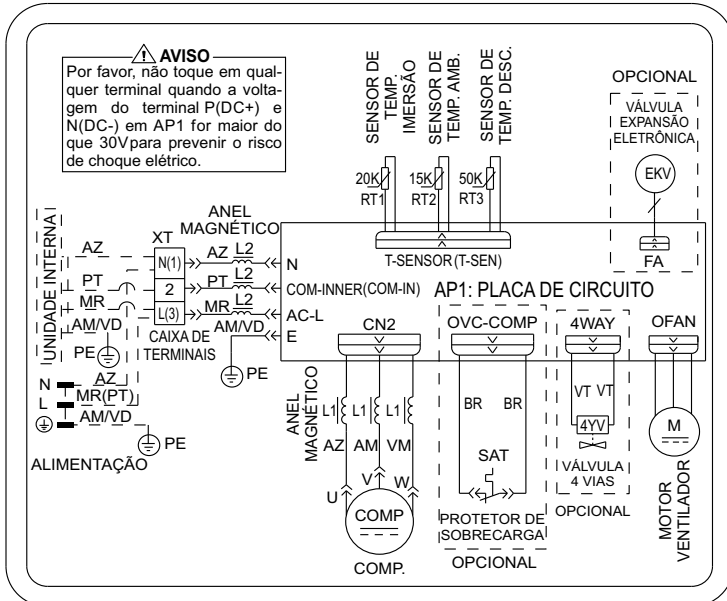 AVISO
Por favor, não toque em qual-
quer terminal quando a volta-
gem do terminal P(DC+) e
N(DC-) em AP1 for maior do
que 30V para prevenir o risco
de choque elétrico.
SENSOR DE
TEMP.
IMERSÃO
SENSOR DE
TEMP. AMB.
SENSOR DE
TEMP. DESC.
OPCIONAL
VÁLVULA
EXPANSÃO
ELETRÔNICA
EKV
FA
20K
RT1
15K
RT2
50K
RT3
T-SENSOR(T-SEN)
UNIDADE INTERNA
AZ
PT
MR
AM/VD
PE
XT
N(1)
2
L(3)
CAIXA DE
TERMINAIS
ANEL
MAGNÉTICO
AZ L2
PT L2
MR L2
AM/VD
PE
N
COM-INNER(COM-IN)
AC-L
E
AP1: PLACA DE CIRCUITO
CN2
OVC-COMP
4WAY
OFAN
N
L
AZ
MR(PT)
AM/VD
PE
ALIMENTAÇÃO
ANEL
MAGNÉTICO
L1
L1
L1
AZ
AM
VM
U
V
W
COMP
COMP.
BR
BR
SAT
PROTETOR DE
SOBRECARGA
OPCIONAL
VT
VT
4YV
VÁLVULA
4 VIAS
OPCIONAL
M
MOTOR
VENTILADOR